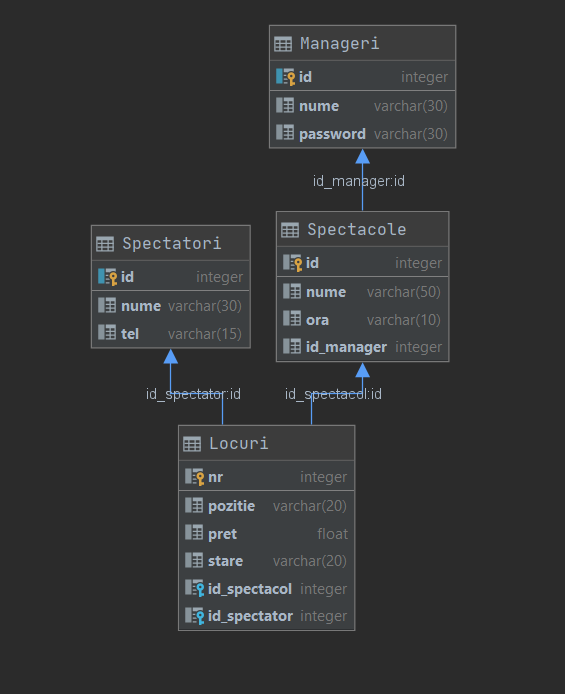 Manageri
id integer
nume varchar(30)
password varchar(30)
id_manager:id
Spectatori
id integer
nume varchar(30)
tel varchar(15)
Spectacole
id integer
nume varchar(50)
ora varchar(10)
id_manager integer
id_spectator:id
id_spectacol:id
Locuri
nr integer
pozitie varchar(20)
pret float
stare varchar(20)
id_spectacol integer
id_spectator integer